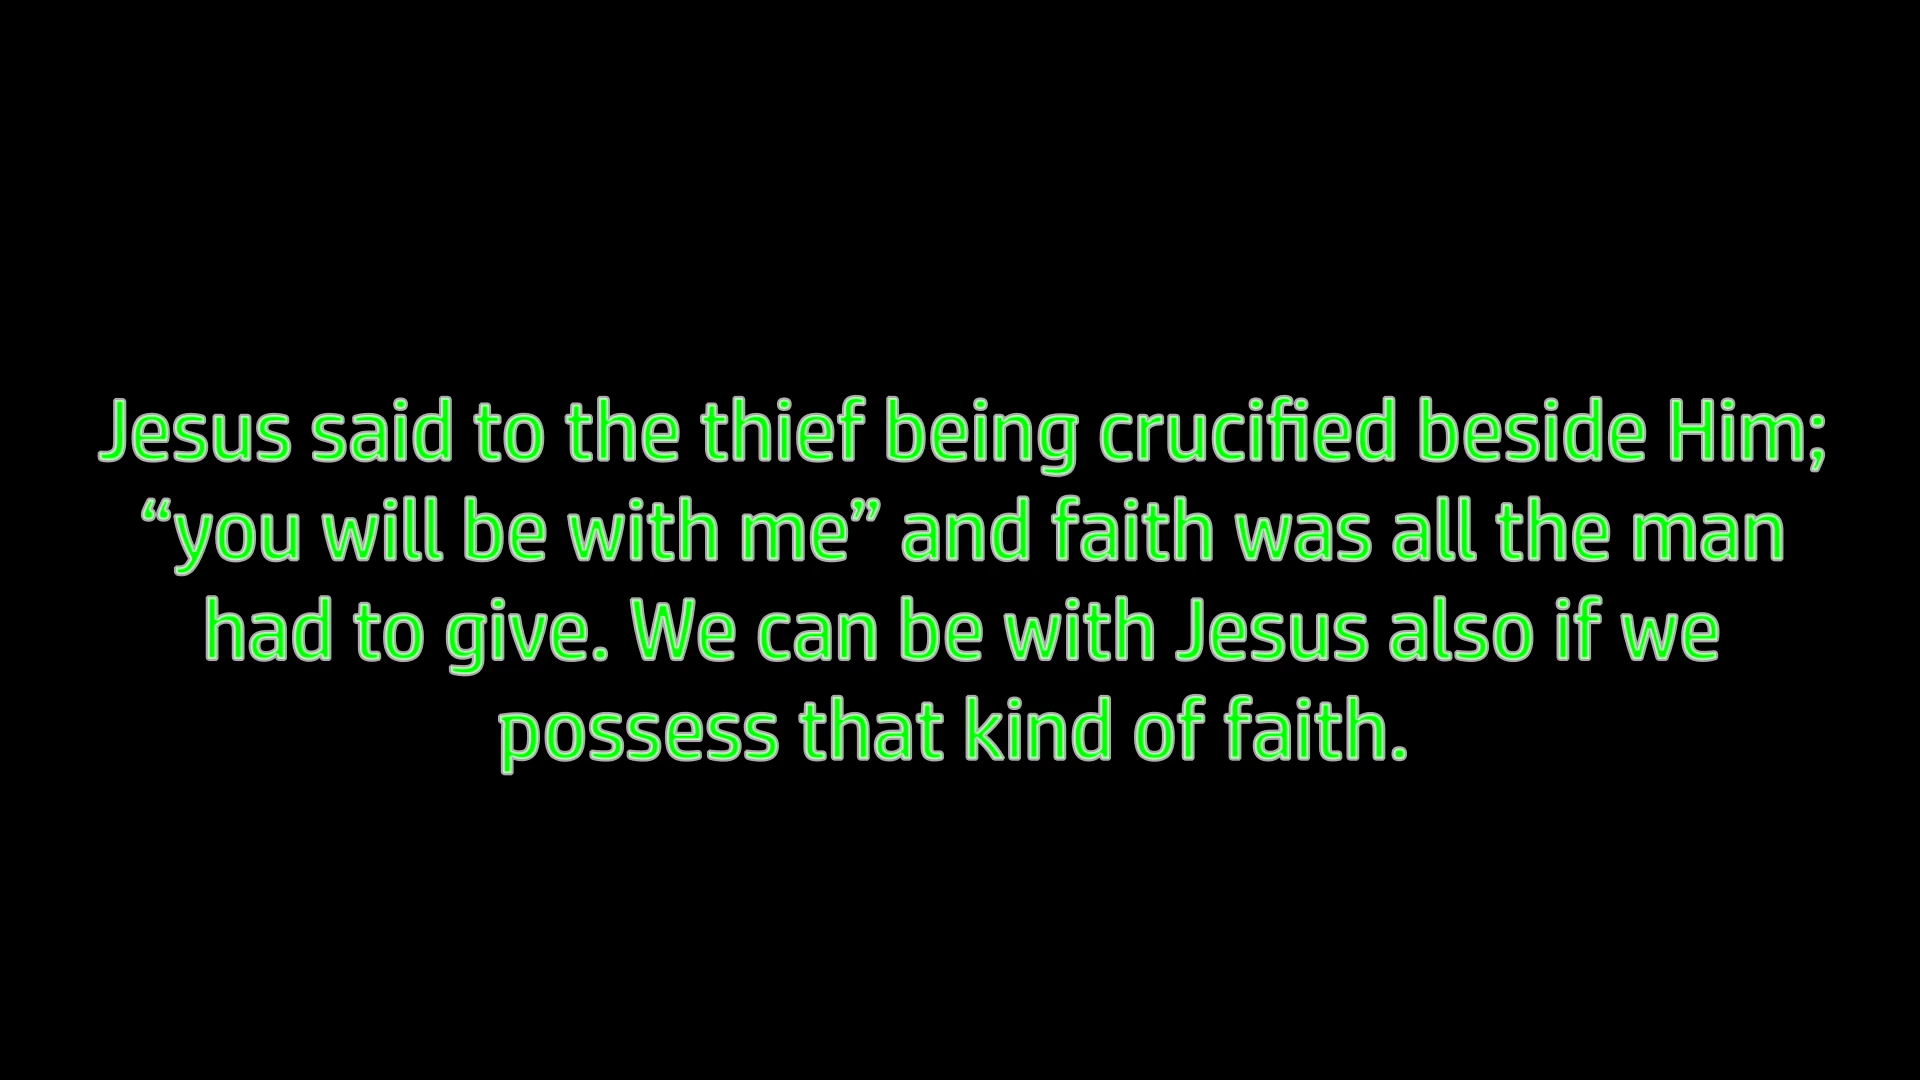 Jesus said to the thief being crucified beside Him;
“you will be with me” and faith was all the man
had to give. We can be with Jesus also if we
possess that kind of faith.